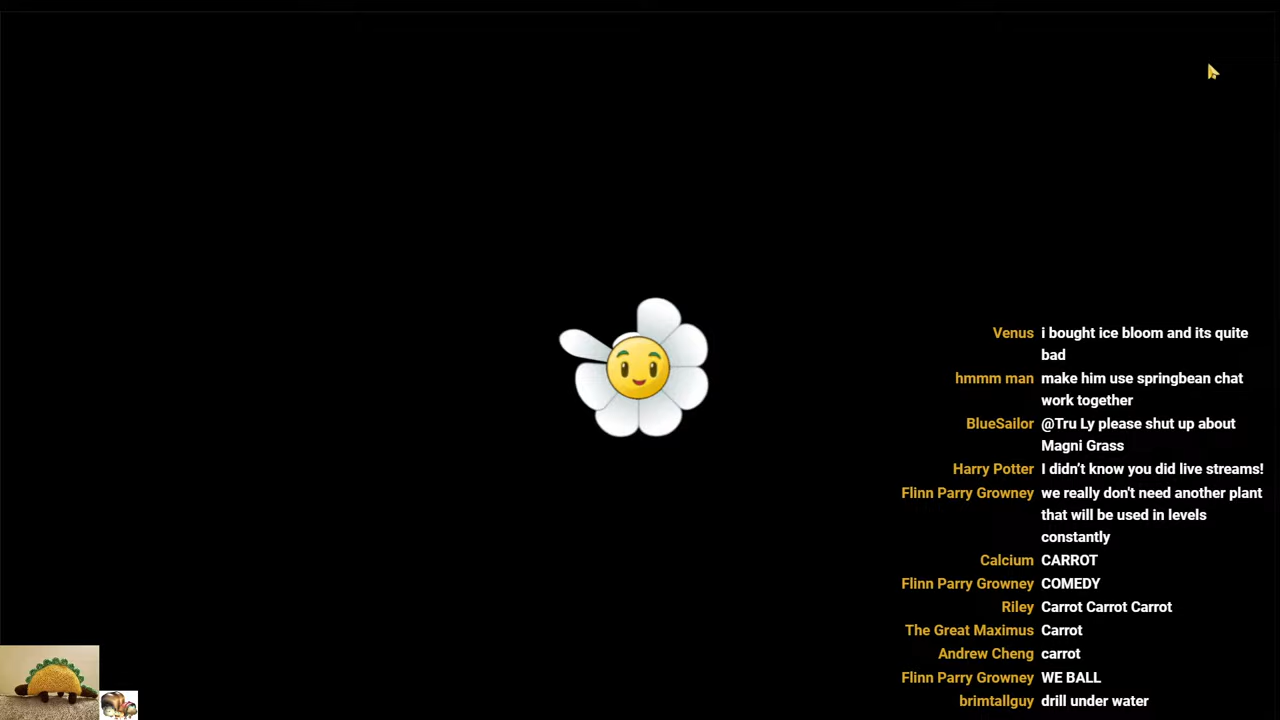 Venus i bought ice bloom and its quite
bad
hmmm man make him use springbean chat
work together
BlueSailor @Tru Ly please shut up about
Magni Grass
Harry Potter I didn't know you did live streams!
Flinn Parry Growney we really don't need another plant
that will be used in levels
constantly
Calcium CARROT
Flinn Parry Growney COMEDY
Riley Carrot Carrot Carrot
The Great Maximus Carrot
Andrew Cheng carrot
Flinn Parry Growney WE BALL
brimtallguy drill under water